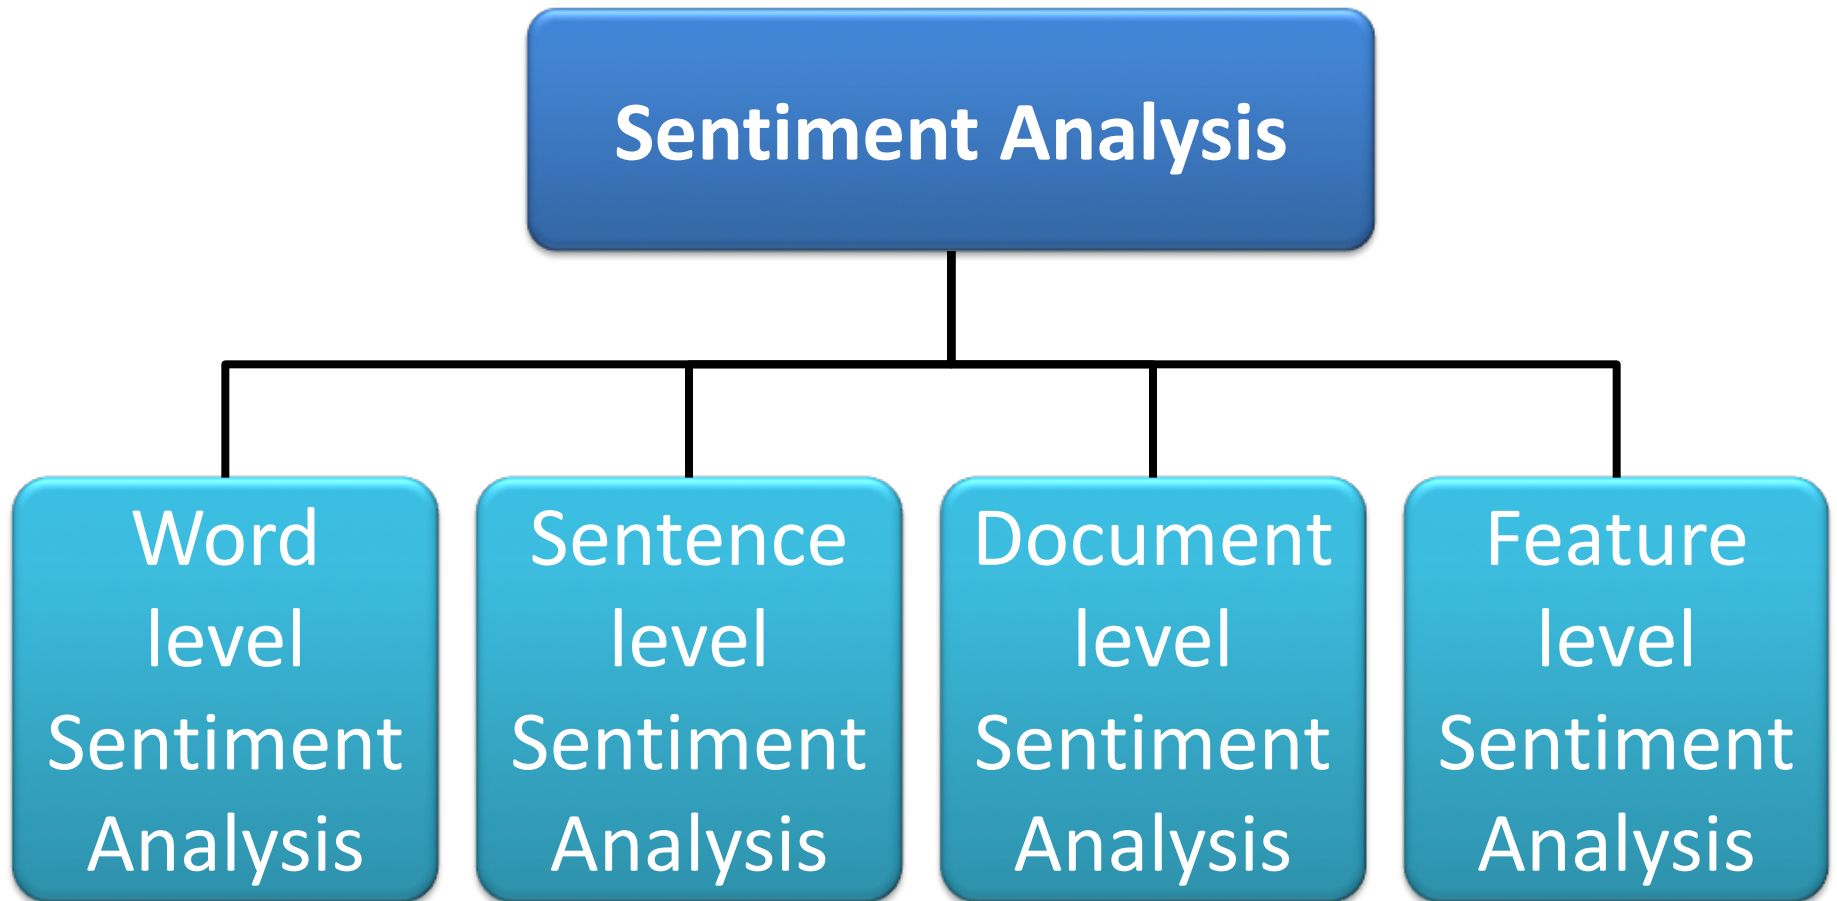 Sentiment Analysis
Word
level
Sentiment
Analysis
Sentence
level
Sentiment
Analysis
Document
level
Sentiment
Analysis
Feature
level
Sentiment
Analysis